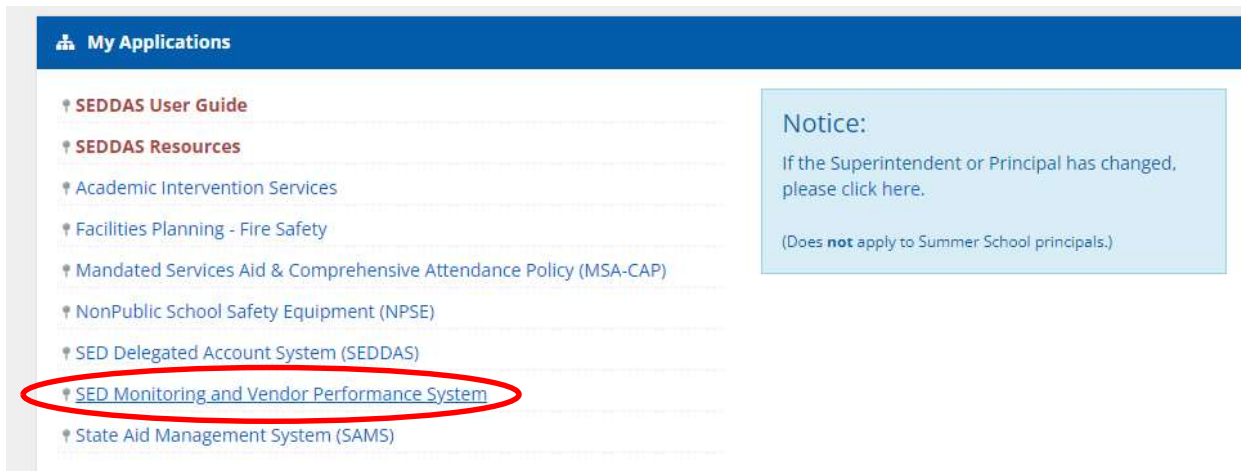 My Applications
SEDDAS User Guide
SEDDAS Resources
Academic Intervention Services
Facilities Planning - Fire Safety
Mandated Services Aid & Comprehensive Attendance Policy (MSA-CAP)
NonPublic School Safety Equipment (NPSE)
SED Delegated Account System (SEDDAS)
SED Monitoring and Vendor Performance System
State Aid Management System (SAMS)
Notice:
If the Superintendent or Principal has changed,
please click here.
(Does not apply to Summer School principals.)